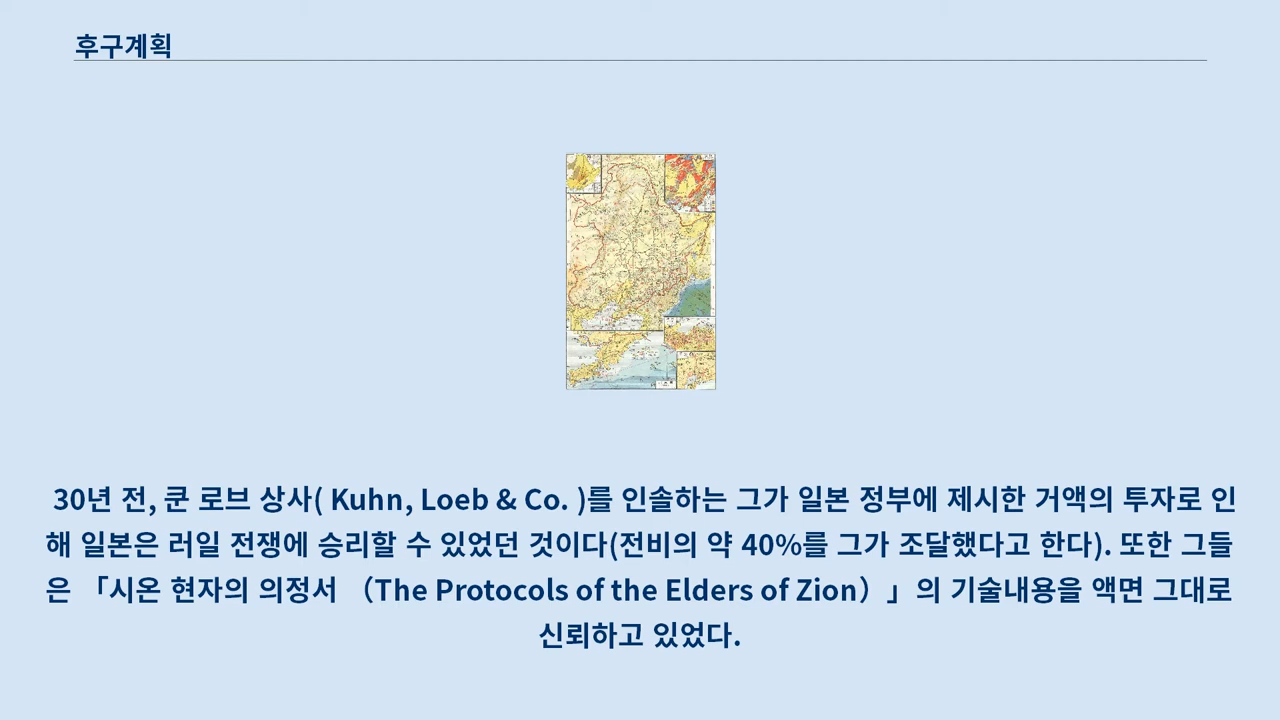 후구계획
30년 전, 쿤 로브 상사( Kuhn, Loeb & Co. )를 인솔하는 그가 일본 정부에 제시한 거액의 투자로 인
해 일본은 러일 전쟁에 승리할 수 있었던 것이다(전비의 약 40%를 그가 조달했다고 한다). 또한 그들
은 「시온 현자의 의정서 （The Protocols of the Elders of Zion）」의 기술내용을 액면 그대로
신뢰하고 있었다.